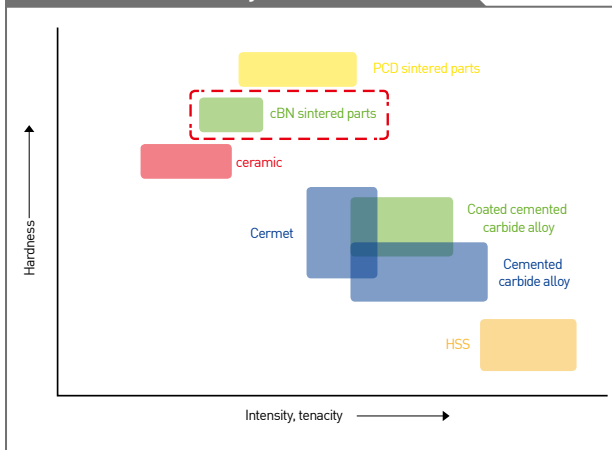 PCD sintered parts
cBN sintered parts
ceramic
Coated cemented
carbide alloy
Cermet
Cemented
carbide alloy
HSS
Hardness
Intensity, tenacity